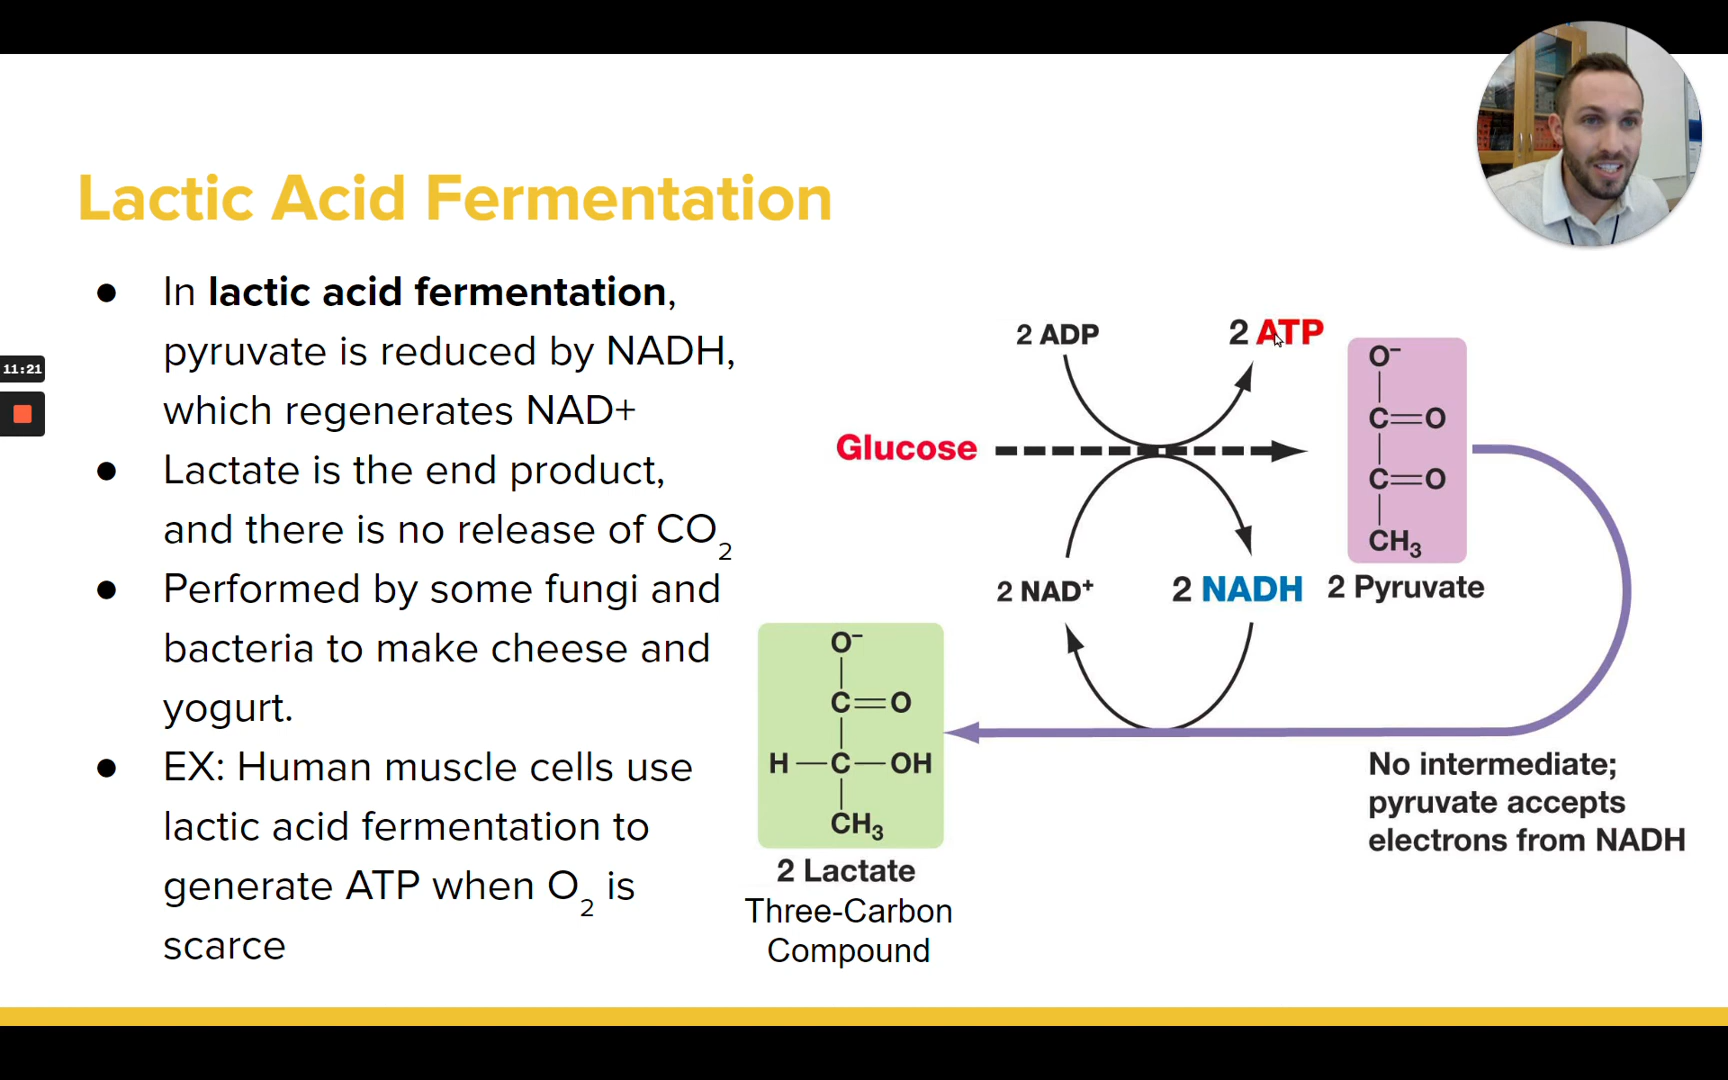 Lactic Acid Fermentation
● In lactic acid fermentation,
pyruvate is reduced by NADH,
which regenerates NAD+
● Lactate is the end product,
and there is no release of CO₂
● Performed by some fungi and
bacteria to make cheese and
yogurt.
● EX: Human muscle cells use
lactic acid fermentation to
generate ATP when O₂ is
scarce
11:21
2 ADP
2 ATP
Glucose
O⁻
C=O
C=O
CH₃
2 NAD⁺
2 NADH
2 Pyruvate
O⁻
C=O
H—C—OH
CH₃
2 Lactate
Three-Carbon
Compound
No intermediate;
pyruvate accepts
electrons from NADH